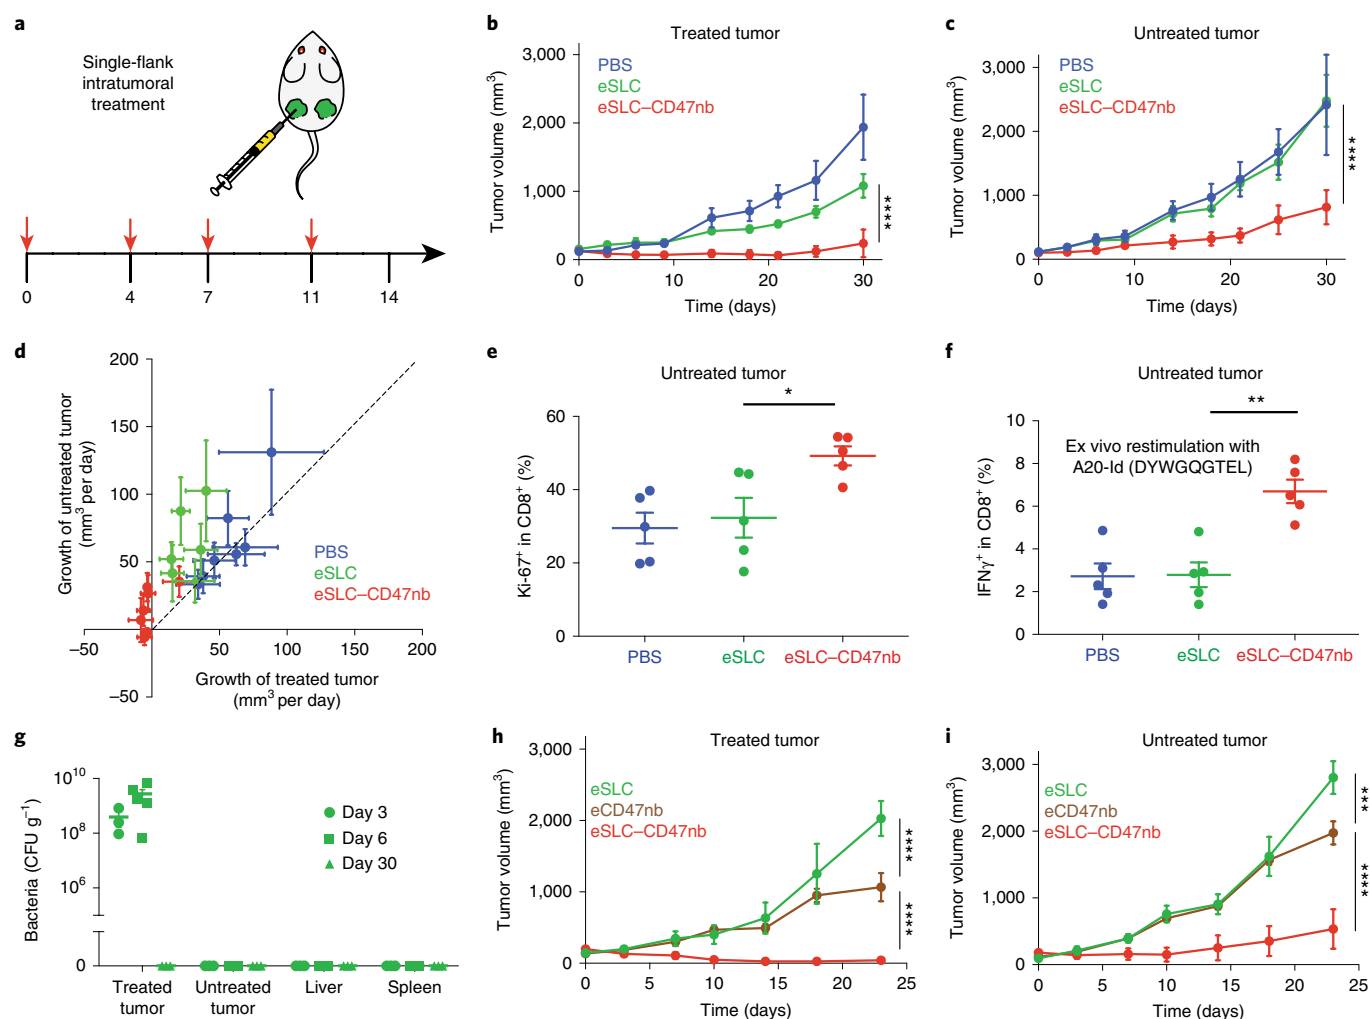 a
Single-flank
intratumoral
treatment
0
4
7
11
14
b
Treated tumor
Tumor volume (mm3)
3,000
2,000
1,000
0
PBS
eSLC
eSLC–CD47nb
****
0
10
20
30
Time (days)
c
Untreated tumor
Tumor volume (mm3)
3,000
2,000
1,000
0
PBS
eSLC
eSLC–CD47nb
****
0
10
20
30
Time (days)
d
Growth of untreated tumor
(mm3 per day)
200
150
100
50
–50
–50
50
100
150
200
PBS
eSLC
eSLC–CD47nb
Growth of treated tumor
(mm3 per day)
e
Untreated tumor
*
Ki-67+ in CD8+ (%)
60
40
20
0
PBS
eSLC
eSLC–CD47nb
f
Untreated tumor
**
Ex vivo restimulation with
A20-Id (DYWGQGTEL)
IFNγ+ in CD8+ (%)
10
8
6
4
2
0
PBS
eSLC
eSLC–CD47nb
g
Bacteria (CFU g–1)
1010
108
106
0
Day 3
Day 6
Day 30
Treated
tumor
Untreated
tumor
Liver
Spleen
h
Treated tumor
Tumor volume (mm3)
3,000
2,000
1,000
0
eSLC
eCD47nb
eSLC–CD47nb
****
****
0
5
10
15
20
25
Time (days)
i
Untreated tumor
Tumor volume (mm3)
3,000
2,000
1,000
0
eSLC
eCD47nb
eSLC–CD47nb
***
****
0
5
10
15
20
25
Time (days)